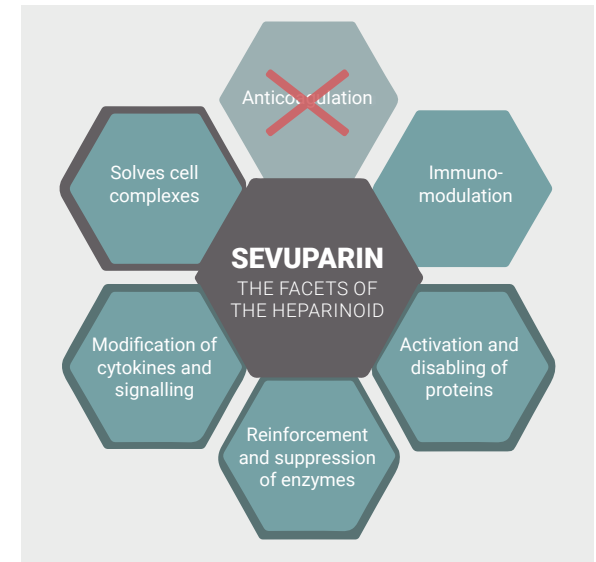 Anticoagulation
Solves cell
complexes
Immuno-
modulation
SEVUPARIN
THE FACETS OF
THE HEPARINOID
Modification of
cytokines and
signalling
Activation and
disabling of
proteins
Reinforcement
and suppression
of enzymes